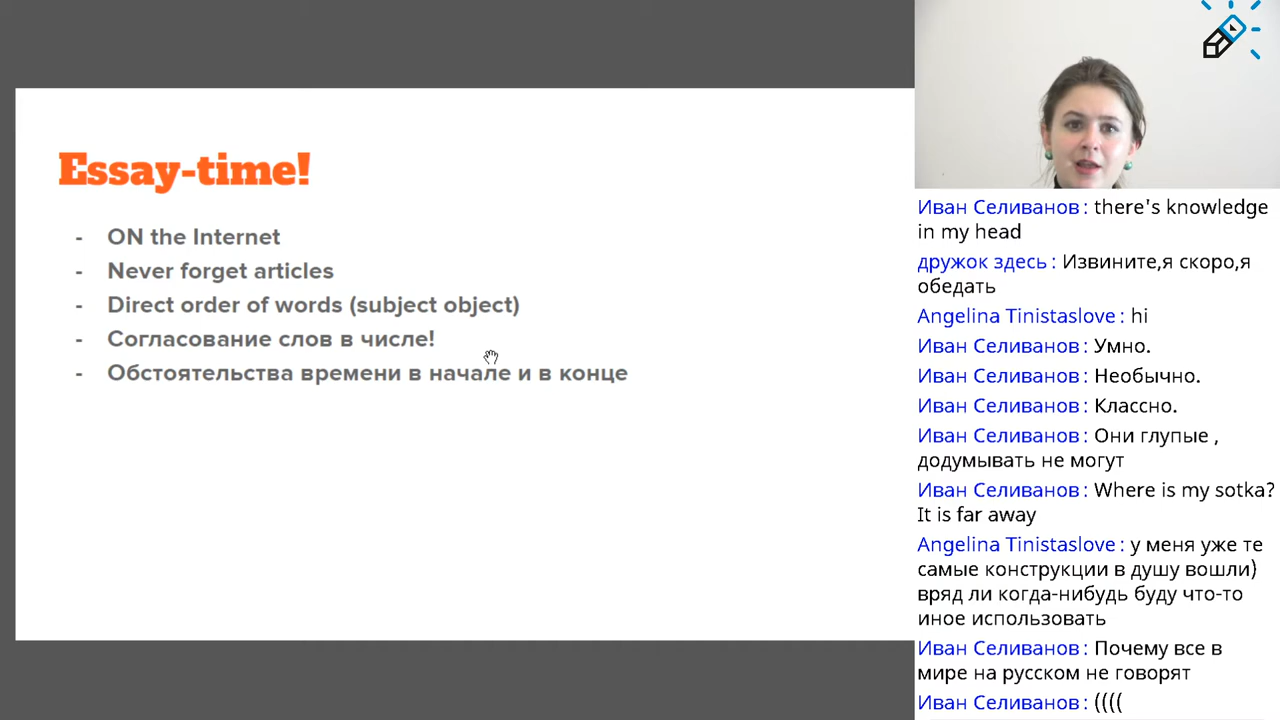 Essay-time!
- ON the Internet
- Never forget articles
- Direct order of words (subject object)
- Согласование слов в числе!
- Обстоятельства времени в начале и в конце
Иван Селиванов : there's knowledge
in my head
дружок здесь : Извините,я скоро,я
обедать
Angelina Tinistaslove : hi
Иван Селиванов : Умно.
Иван Селиванов : Необычно.
Иван Селиванов : Классно.
Иван Селиванов : Они глупые ,
додумывать не могут
Иван Селиванов : Where is my sotka?
It is far away
Angelina Tinistaslove : у меня уже те
самые конструкции в душу вошли)
вряд ли когда-нибудь буду что-то
иное использовать
Иван Селиванов : Почему все в
мире на русском не говорят
Иван Селиванов : ((((